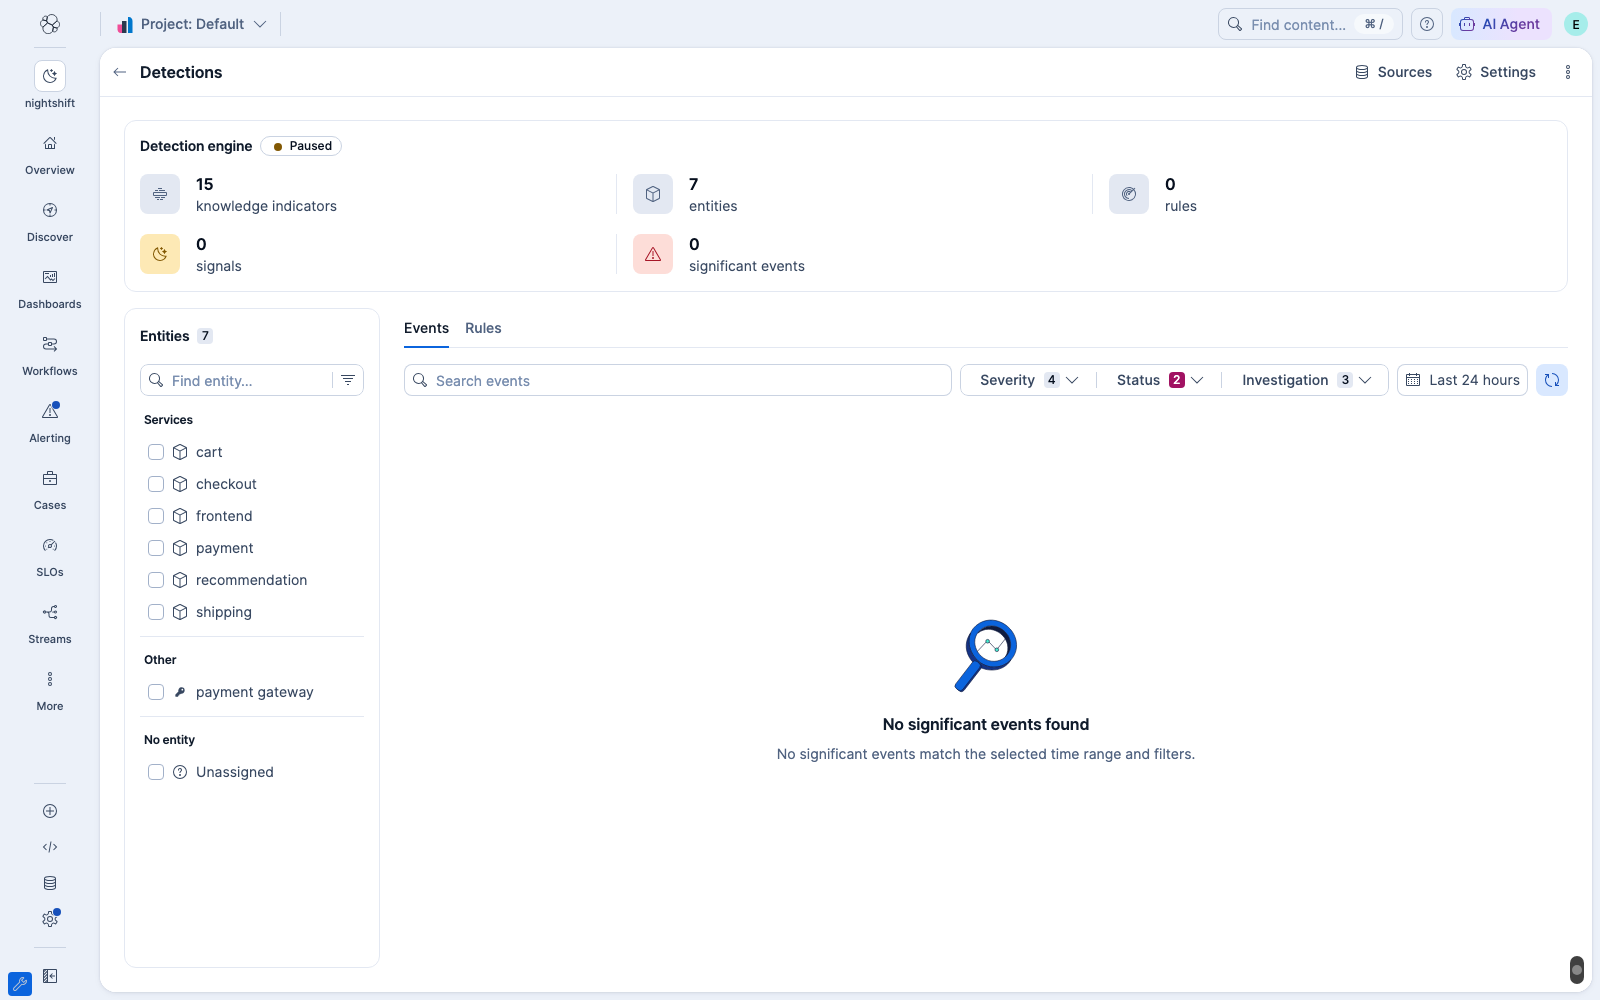 Project: Default
Find content...
⌘ /
AI Agent
E
nightshift
Overview
Discover
Dashboards
Workflows
Alerting
Cases
SLOs
Streams
More
Detections
Sources
Settings
Detection engine
Paused
15
knowledge indicators
7
entities
0
rules
0
signals
0
significant events
Entities 7
Find entity...
Services
cart
checkout
frontend
payment
recommendation
shipping
Other
payment gateway
No entity
Unassigned
Events
Rules
Search events
Severity 4
Status 2
Investigation 3
Last 24 hours
No significant events found
No significant events match the selected time range and filters.